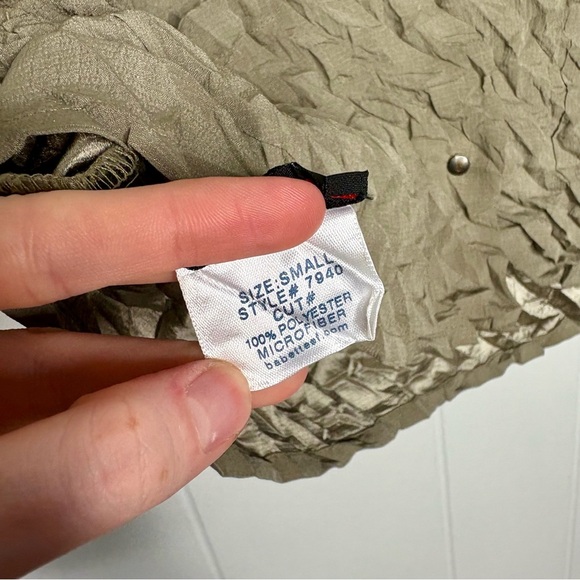 SIZE:SMALL
STYLE# 7940
CUT#
100% POLYESTER
MICROFIBER
babettesf.com